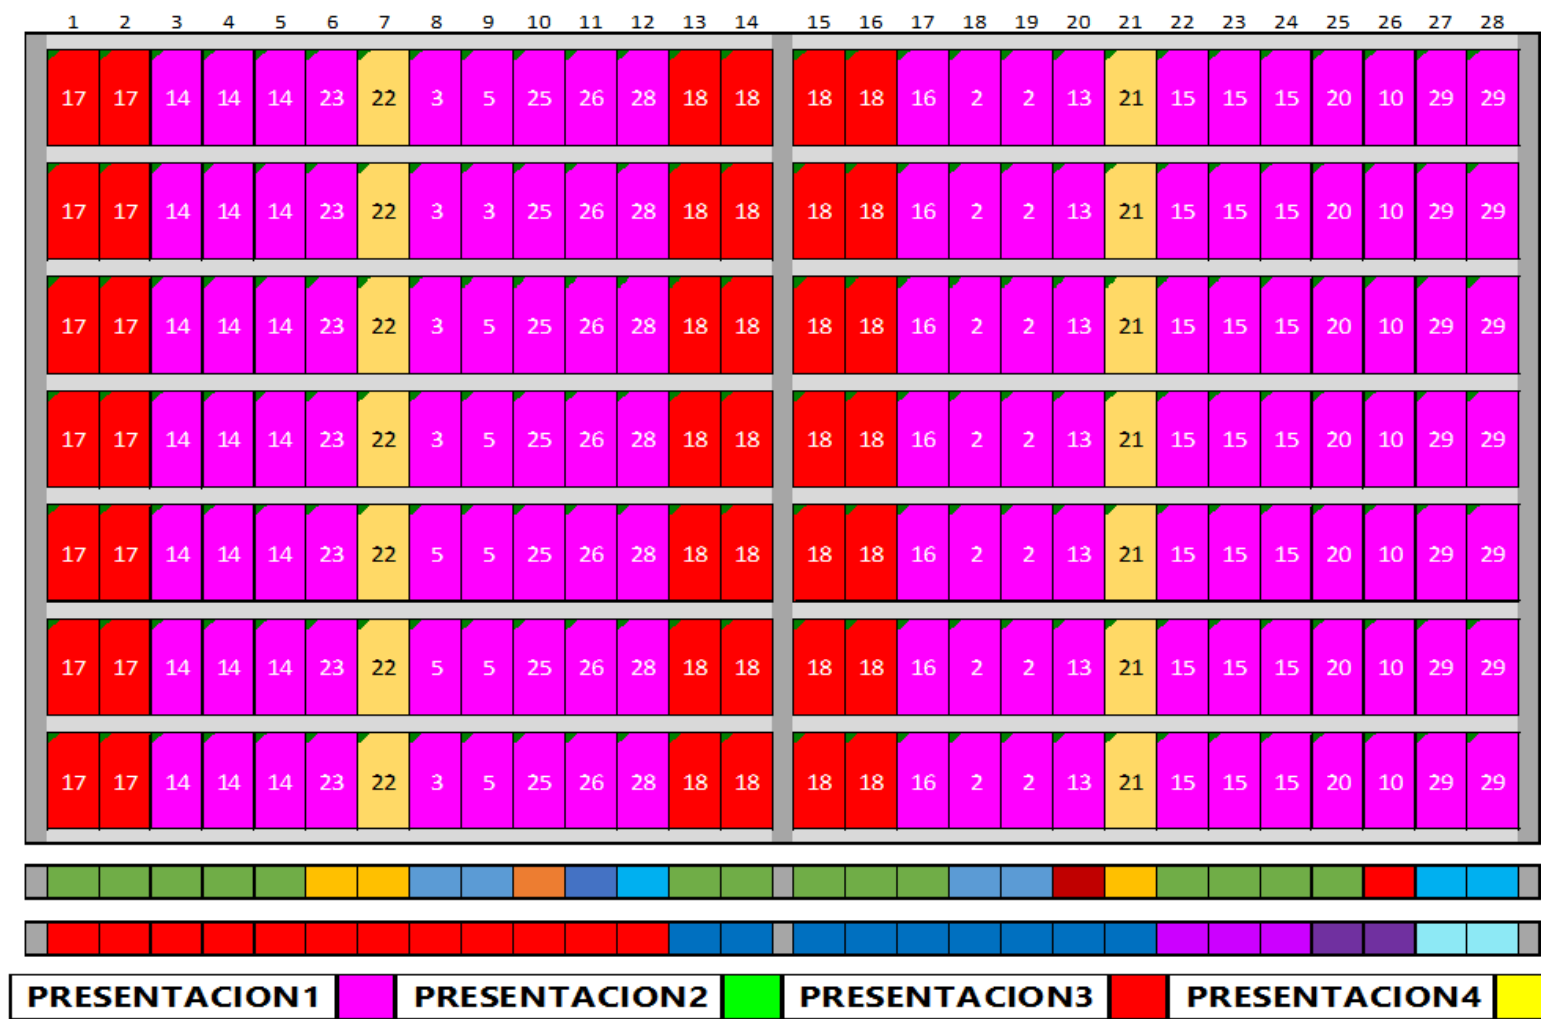 1 2 3 4 5 6 7 8 9 10 11 12 13 14 15 16 17 18 19 20 21 22 23 24 25 26 27 28
17 17 14 14 14 23 22 3 5 25 26 28 18 18 18 18 16 2 2 13 21 15 15 15 20 10 29 29
17 17 14 14 14 23 22 3 3 25 26 28 18 18 18 18 16 2 2 13 21 15 15 15 20 10 29 29
17 17 14 14 14 23 22 3 5 25 26 28 18 18 18 18 16 2 2 13 21 15 15 15 20 10 29 29
17 17 14 14 14 23 22 3 5 25 26 28 18 18 18 18 16 2 2 13 21 15 15 15 20 10 29 29
17 17 14 14 14 23 22 5 5 25 26 28 18 18 18 18 16 2 2 13 21 15 15 15 20 10 29 29
17 17 14 14 14 23 22 5 5 25 26 28 18 18 18 18 16 2 2 13 21 15 15 15 20 10 29 29
17 17 14 14 14 23 22 3 5 25 26 28 18 18 18 18 16 2 2 13 21 15 15 15 20 10 29 29
PRESENTACION1 PRESENTACION2 PRESENTACION3 PRESENTACION4